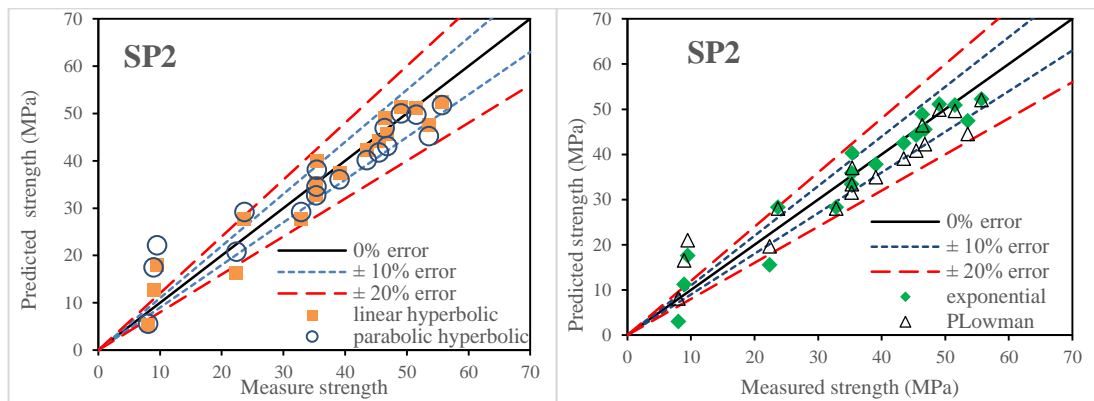 SP2
Predicted strength (MPa)
70
60
50
40
30
20
10
0
0% error
± 10% error
± 20% error
linear hyperbolic
parabolic hyperbolic
0 10 20 30 40 50 60 70
Measure strength
SP2
Predicted strength (MPa)
70
60
50
40
30
20
10
0
0% error
± 10% error
± 20% error
exponential
PLowman
0 10 20 30 40 50 60 70
Measured strength (MPa)